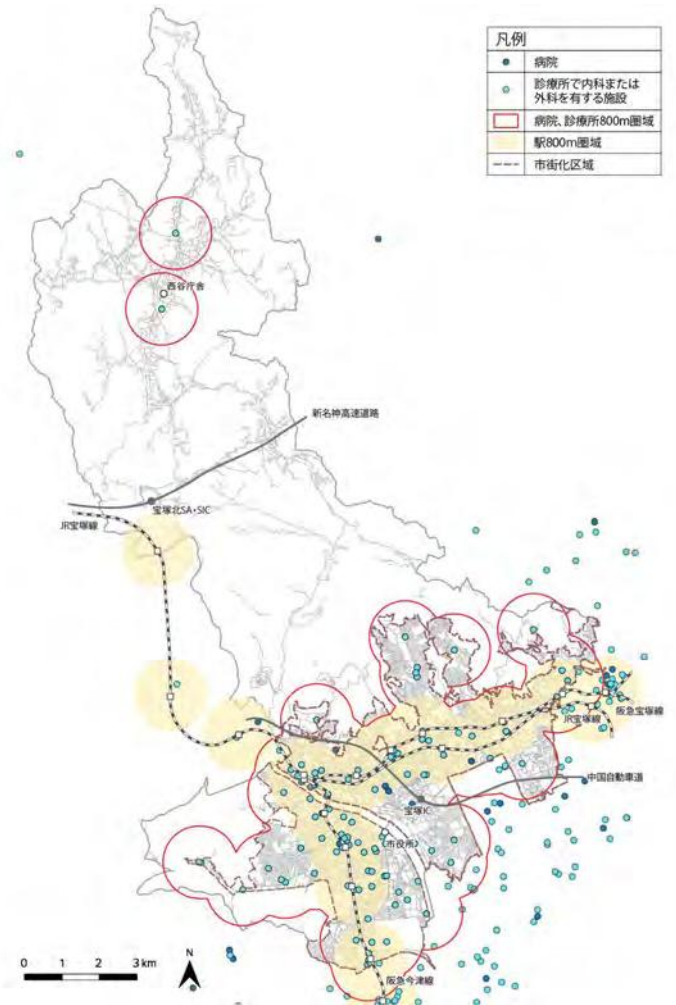 凡例
病院
診療所で内科または
外科を有する施設
病院、診療所800m圏域
駅800m圏域
市街化区域
西谷庁舎
新名神高速道路
宝塚北SA・SIC
JR宝塚線
阪急宝塚線
JR宝塚線
中国自動車道
宝塚IC
(市役所)
阪急今津線
0 1 2 3km
N